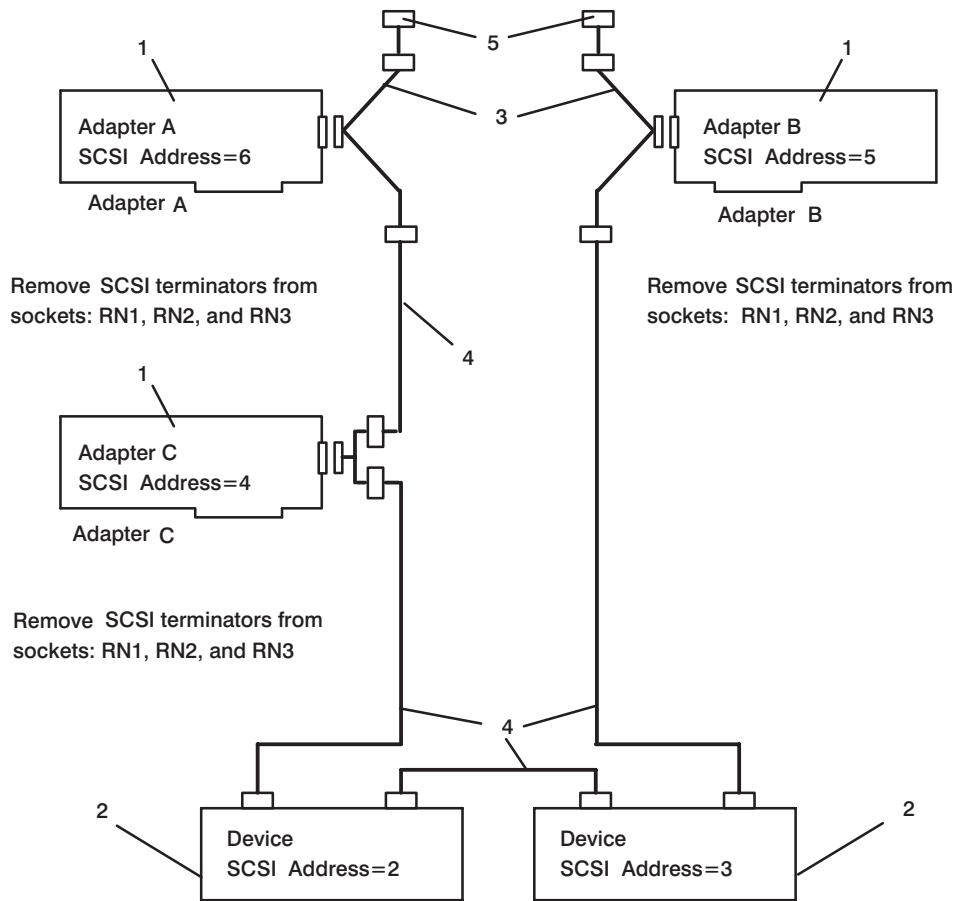 5
1
1
3
Adapter A
SCSI Address=6
Adapter B
SCSI Address=5
Adapter A
Adapter B
Remove SCSI terminators from
sockets: RN1, RN2, and RN3
Remove SCSI terminators from
sockets: RN1, RN2, and RN3
4
1
Adapter C
SCSI Address=4
Adapter C
Remove SCSI terminators from
sockets: RN1, RN2, and RN3
4
2
2
Device
SCSI Address=2
Device
SCSI Address=3